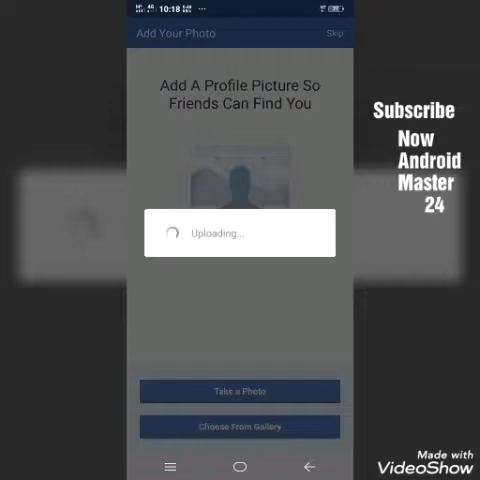 10:18
Add Your Photo
Skip
Add A Profile Picture So
Friends Can Find You
Uploading...
Take a Photo
Choose From Gallery
Subscribe
Now
Android
Master
24
Made with
VideoShow